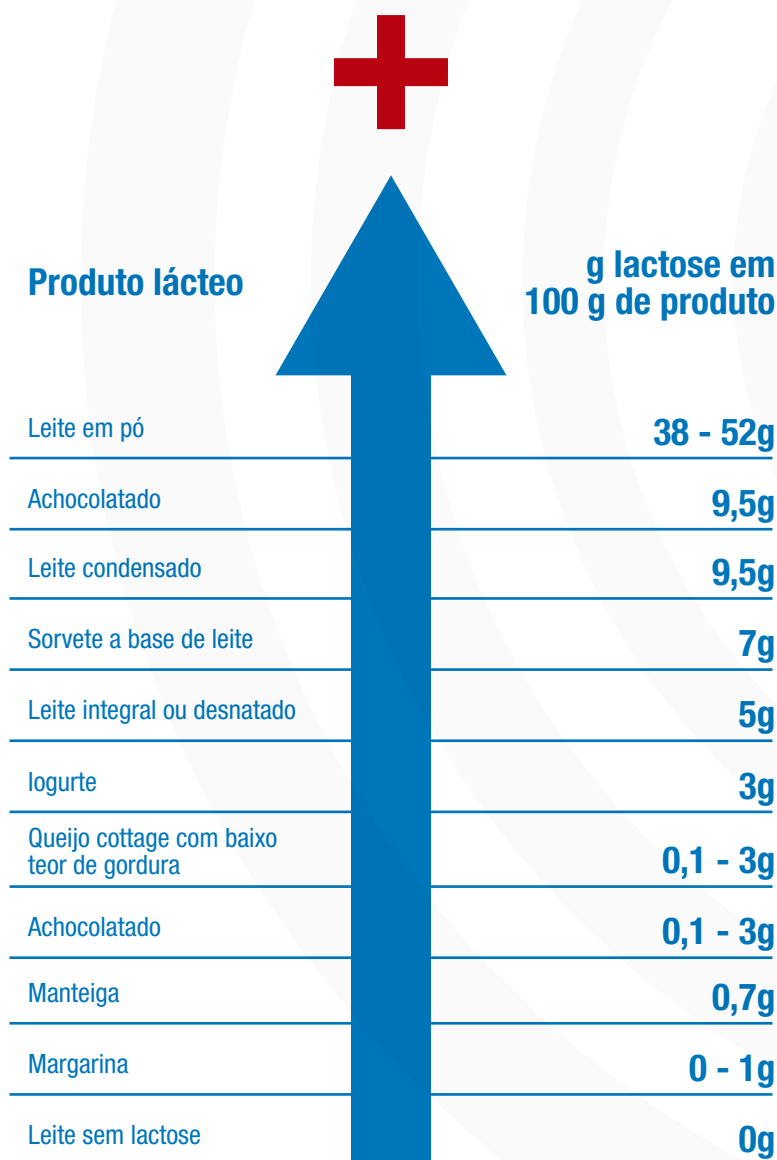 Produto lácteo
g lactose em
100 g de produto
Leite em pó
38 - 52g
Achocolatado
9,5g
Leite condensado
9,5g
Sorvete a base de leite
7g
Leite integral ou desnatado
5g
Iogurte
3g
Queijo cottage com baixo
teor de gordura
0,1 - 3g
Achocolatado
0,1 - 3g
Manteiga
0,7g
Margarina
0 - 1g
Leite sem lactose
0g